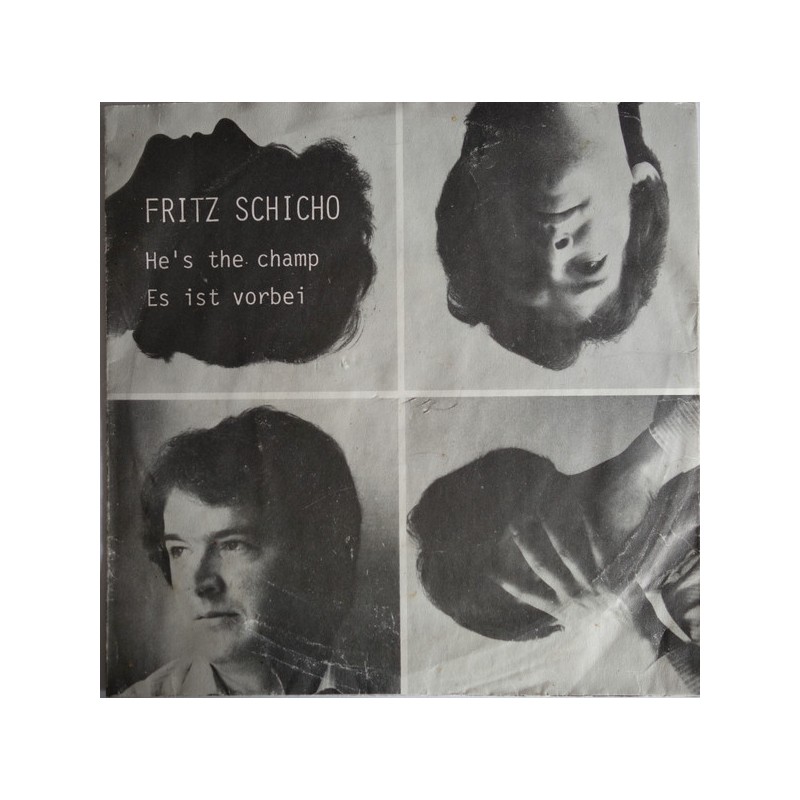 FRITZ SCHICHO
He's the champ
Es ist vorbei